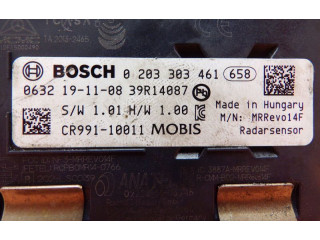 BOSCH 0 203 303 461 658
0632 19-11-08 39R14087 Pb
S/W 1.01 H/W 1.00
Made in Hungary
M/N: MRRevo14F
CR991-10011 MOBIS
Radarsensor